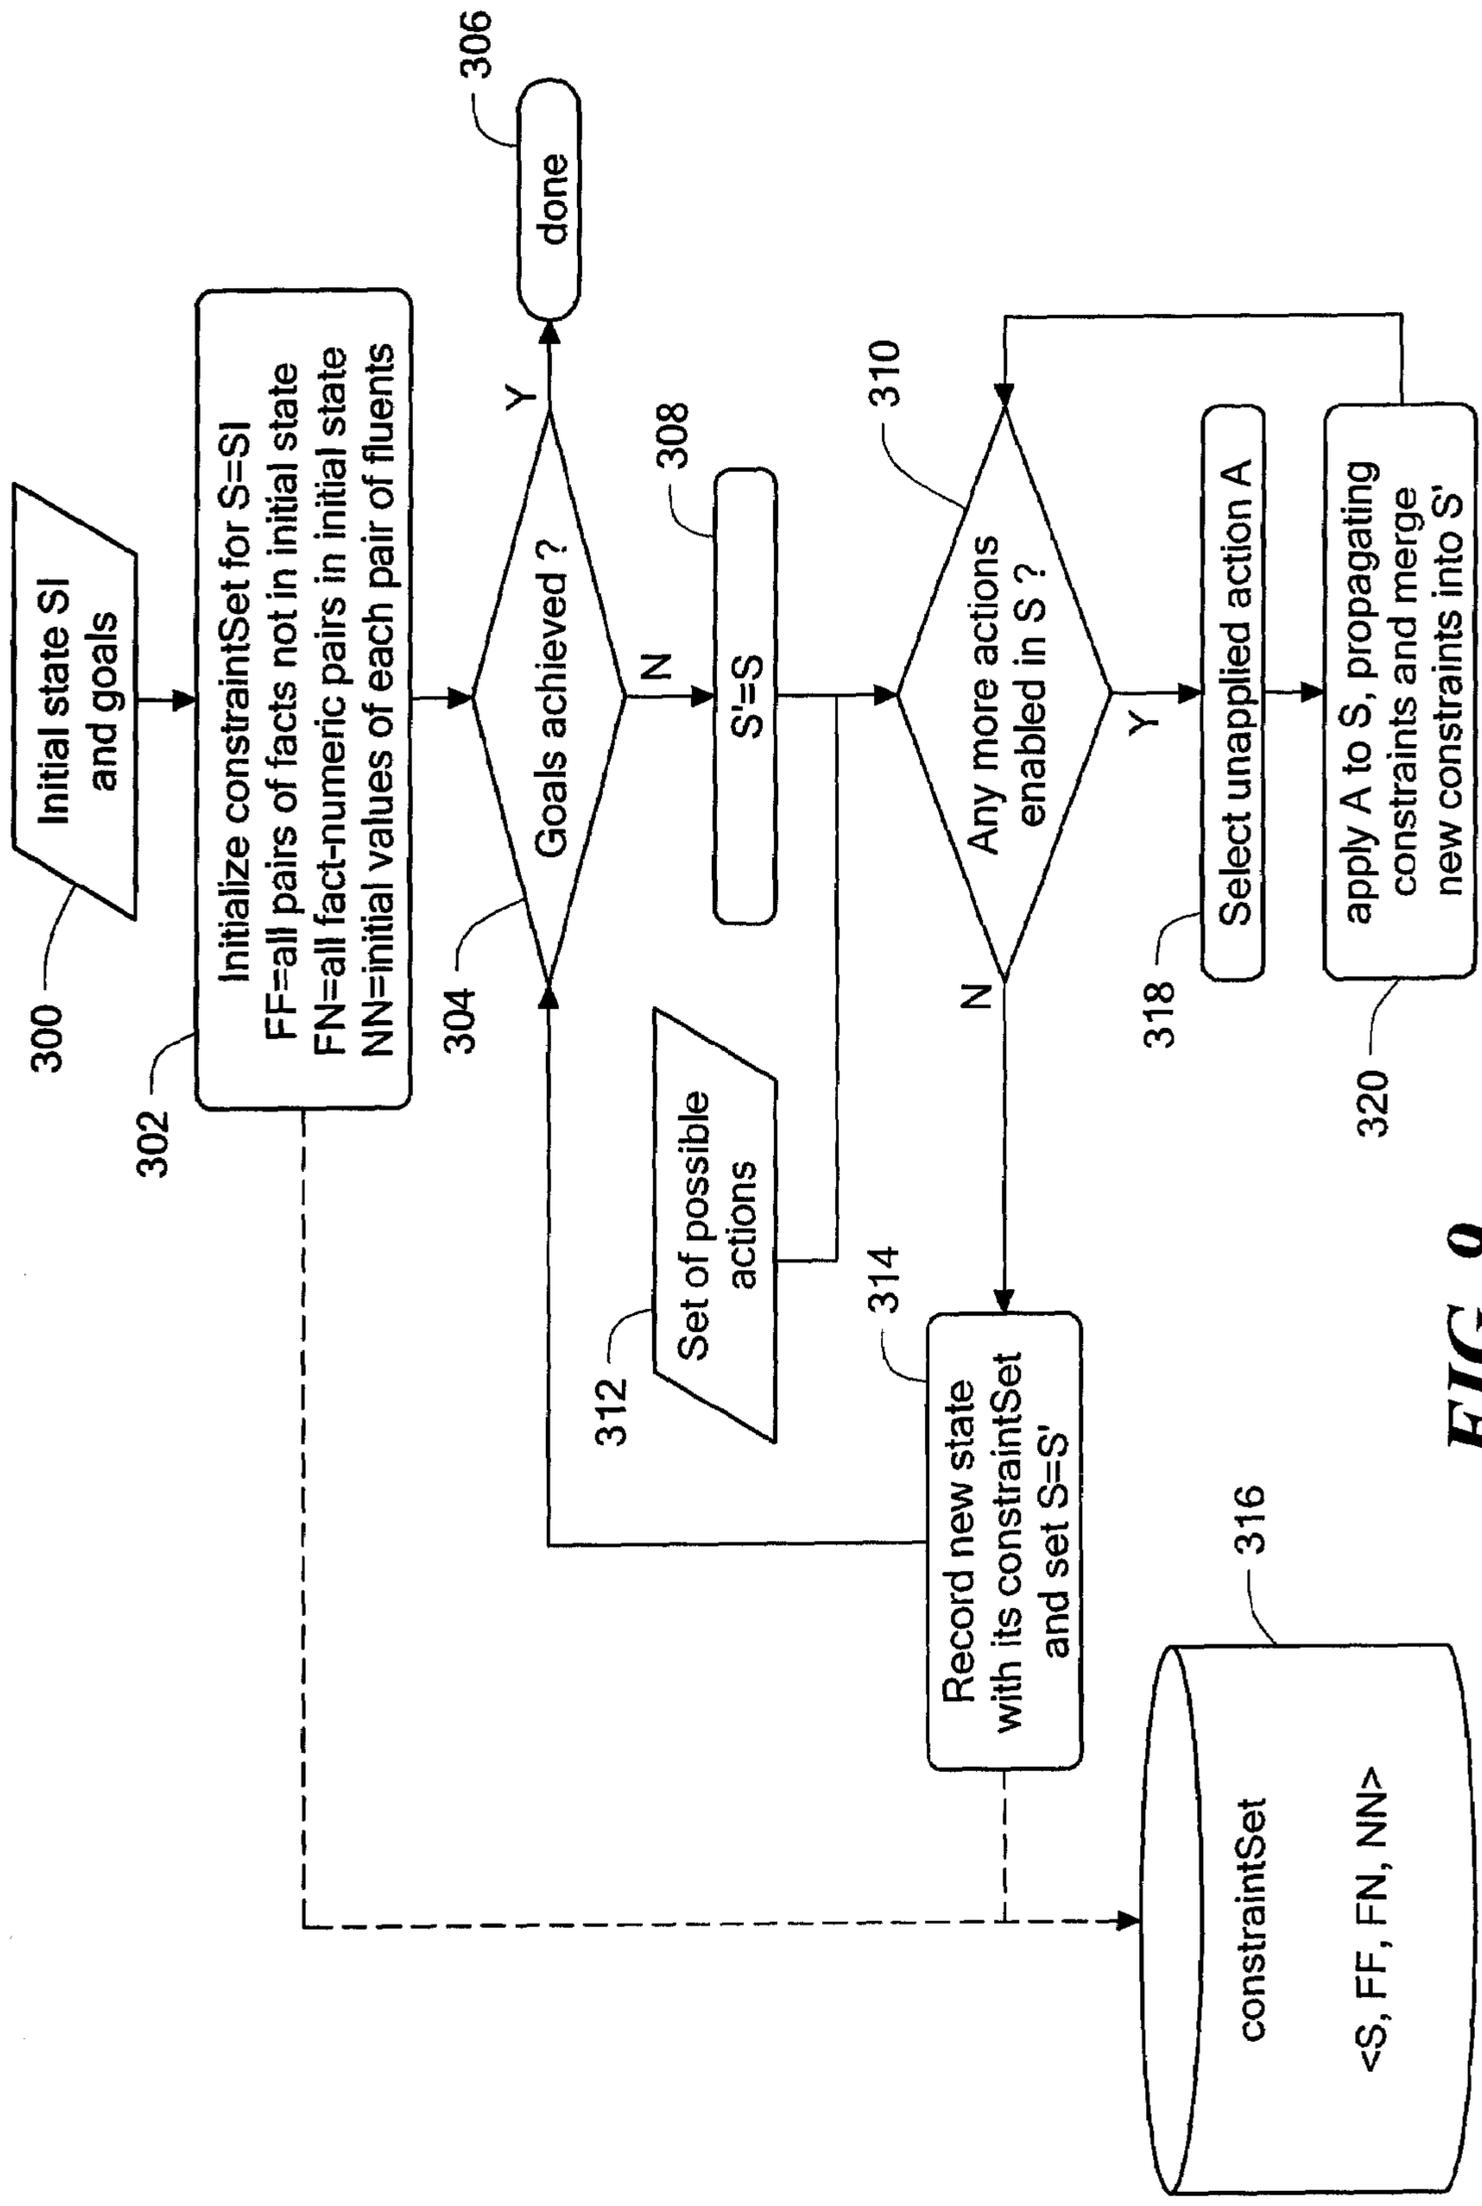 300
Initial state SI
and goals
302
Initialize constraintSet for S=SI
FF=all pairs of facts not in initial state
FN=all fact-numeric pairs in initial state
NN=initial values of each pair of fluents
304
Goals achieved ?
Y
306
done
N
308
S'=S
312
Set of possible
actions
310
Any more actions
enabled in S ?
N
Y
314
Record new state
with its constraintSet
and set S=S'
318
Select unapplied action A
320
apply A to S, propagating
constraints and merge
new constraints into S'
316
constraintSet
<S, FF, FN, NN>
FIG.